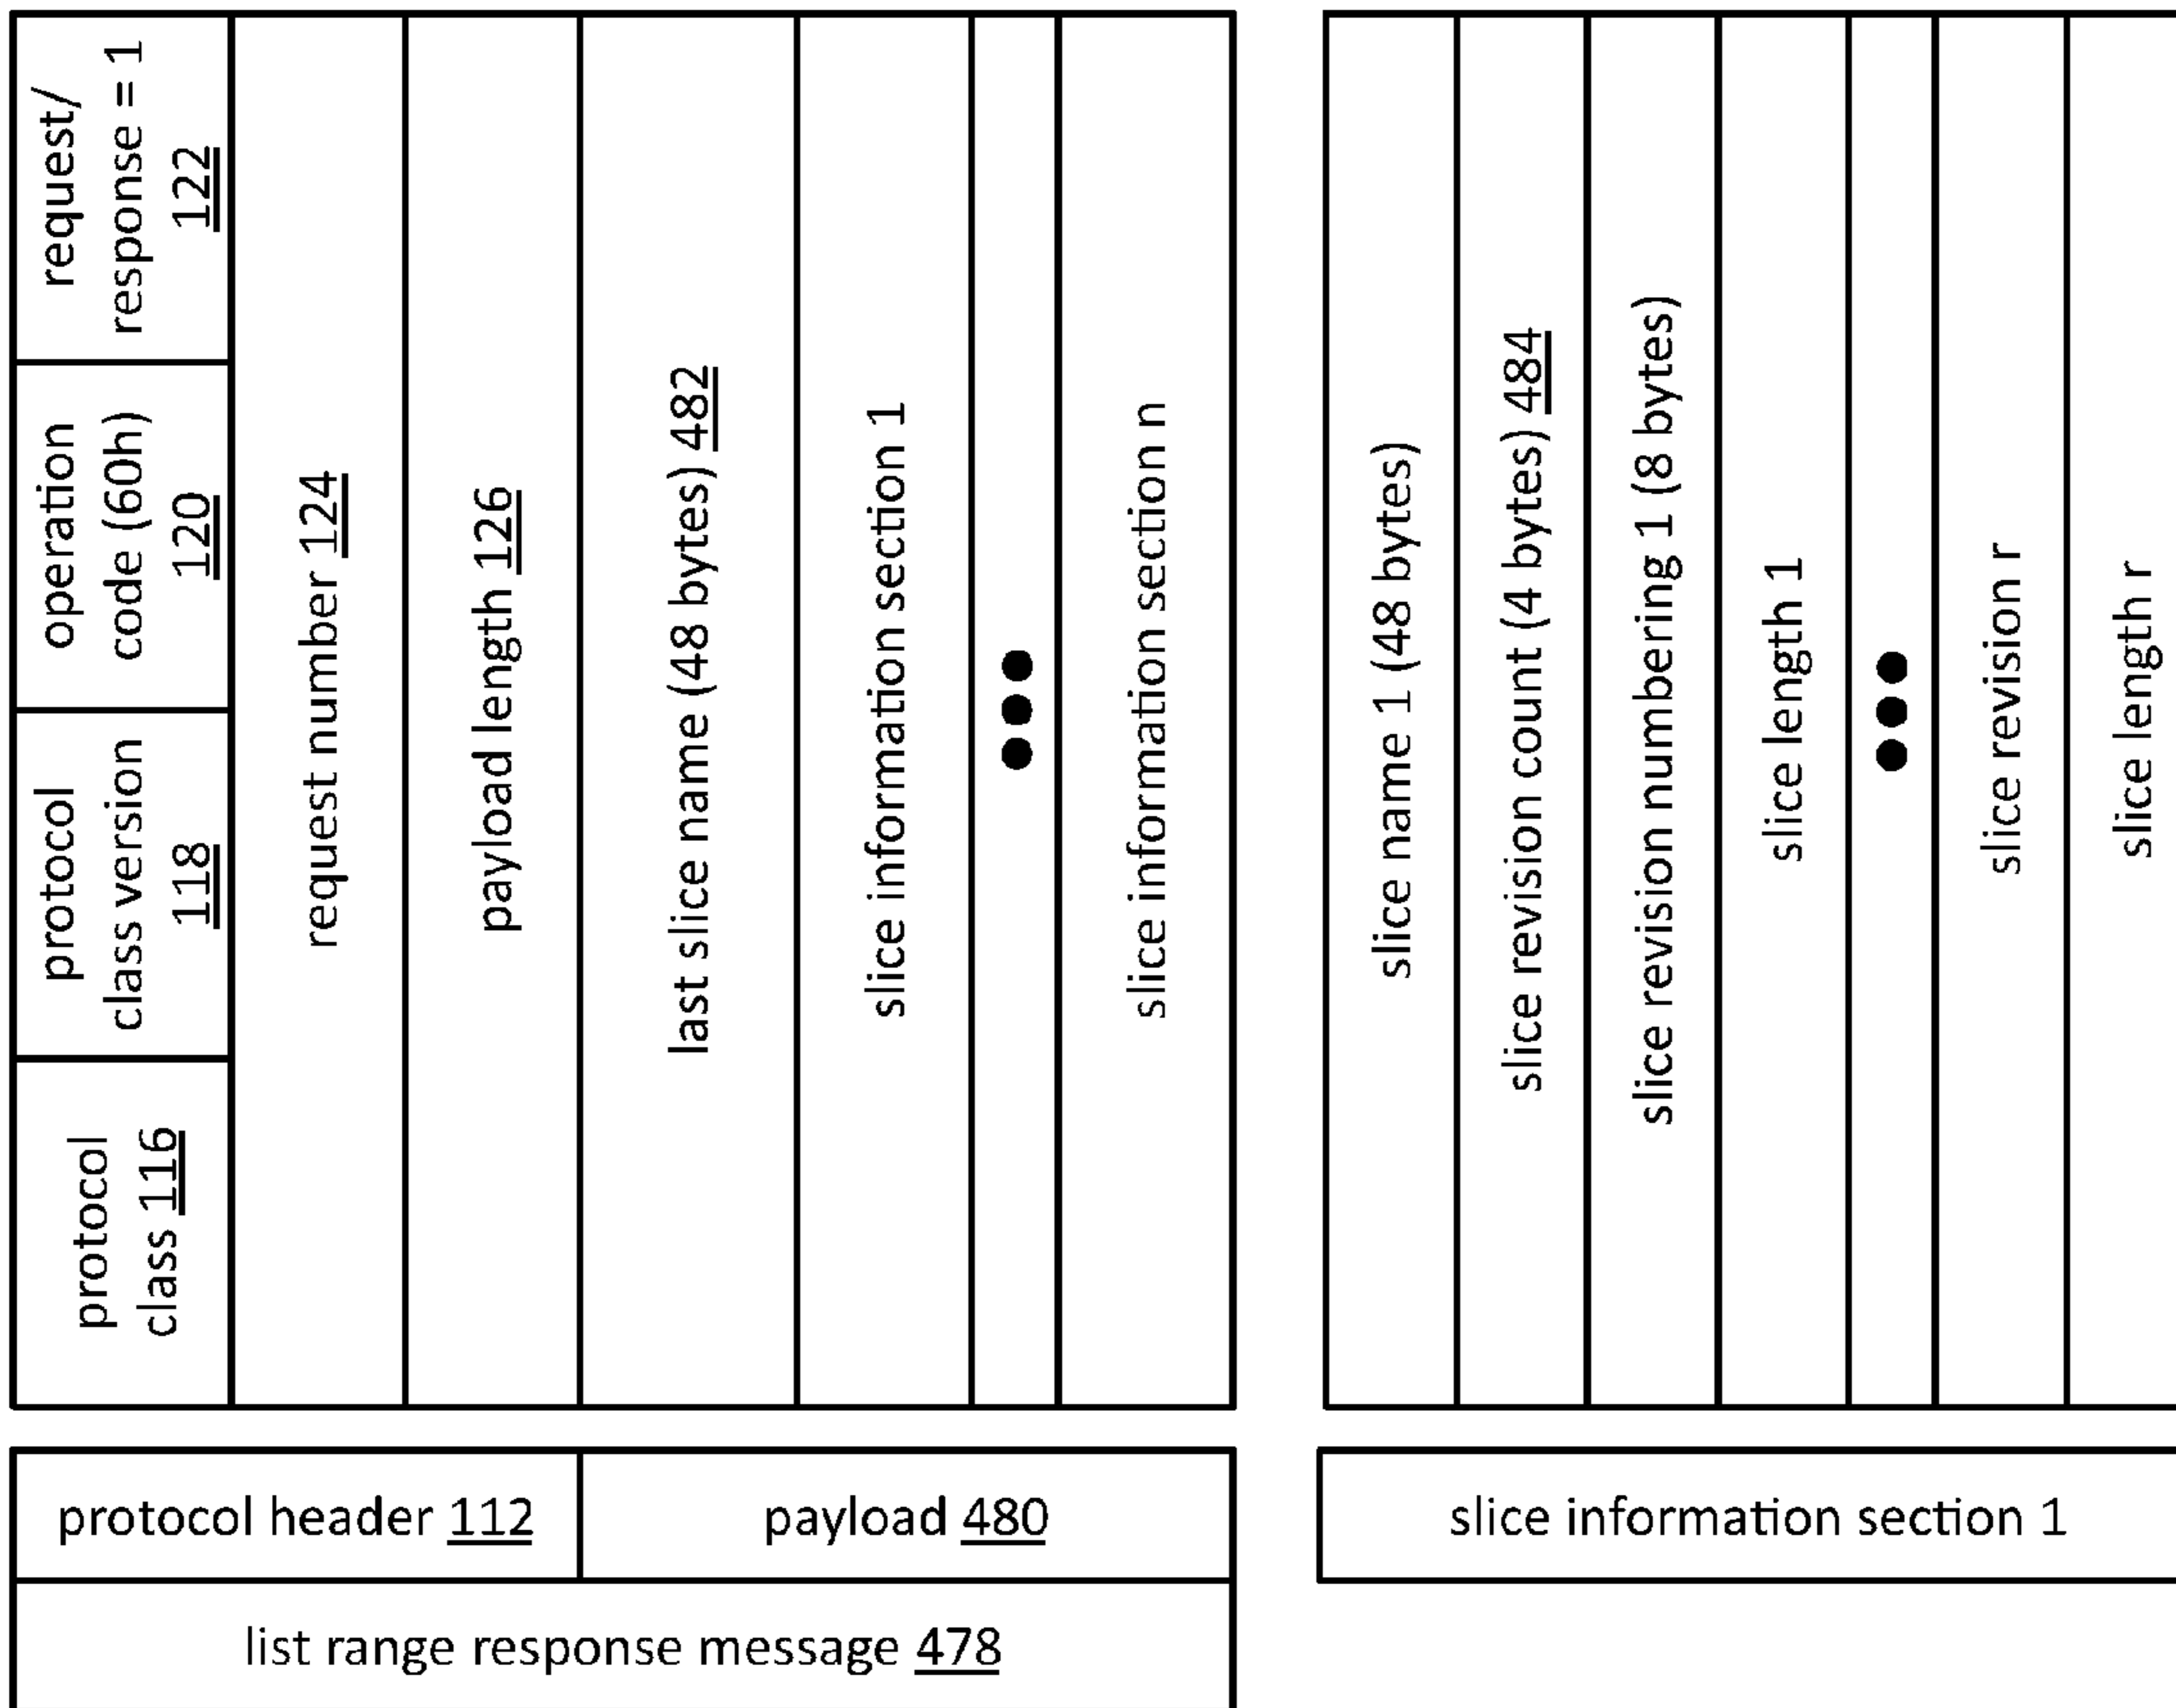 protocol
class 116
protocol
class version
118
operation
code (60h)
120
request/
response = 1
122
request number 124
payload length 126
last slice name (48 bytes) 482
slice information section 1
●●●
slice information section n
protocol header 112
payload 480
list range response message 478
slice name 1 (48 bytes)
slice revision count (4 bytes) 484
slice revision numbering 1 (8 bytes)
slice length 1
●●●
slice revision r
slice length r
slice information section 1